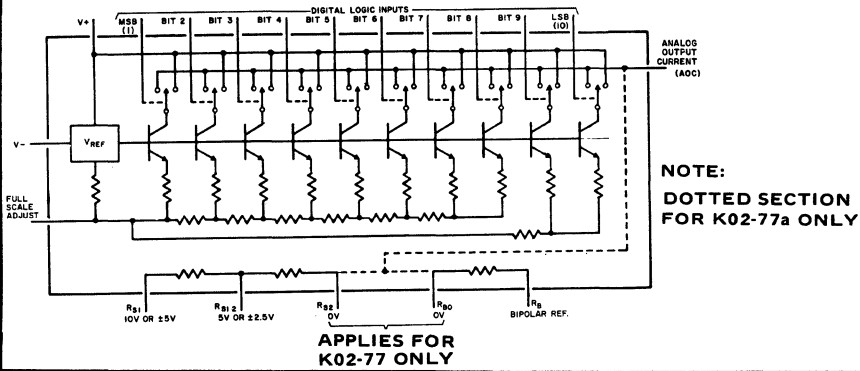 DIGITAL LOGIC INPUTS
V+
MSB
(1)
BIT 2
BIT 3
BIT 4
BIT 5
BIT 6
BIT 7
BIT 8
BIT 9
LSB
(10)
ANALOG
OUTPUT
CURRENT
(AOC)
V-
VREF
FULL
SCALE
ADJUST
NOTE:
DOTTED SECTION
FOR K02-77a ONLY
RS1
10V OR ±5V
RS12
5V OR ±2.5V
RS2
0V
RBO
0V
RB
BIPOLAR REF.
APPLIES FOR
K02-77 ONLY